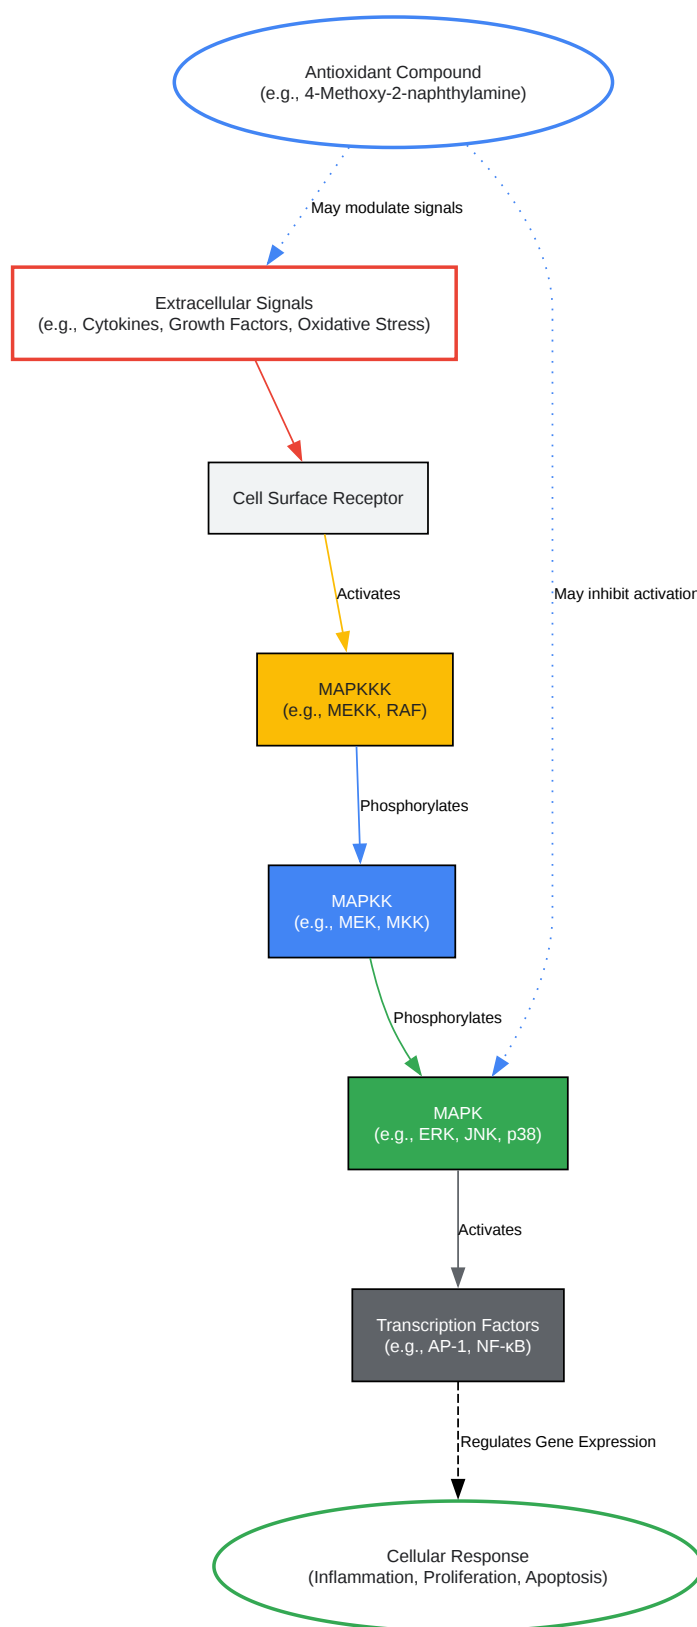 Antioxidant Compound
(e.g., 4-Methoxy-2-naphthylamine)
May modulate signals
Extracellular Signals
(e.g., Cytokines, Growth Factors, Oxidative Stress)
Cell Surface Receptor
Activates
May inhibit activation
MAPKKK
(e.g., MEKK, RAF)
Phosphorylates
MAPKK
(e.g., MEK, MKK)
Phosphorylates
MAPK
(e.g., ERK, JNK, p38)
Activates
Transcription Factors
(e.g., AP-1, NF-κB)
Regulates Gene Expression
Cellular Response
(Inflammation, Proliferation, Apoptosis)